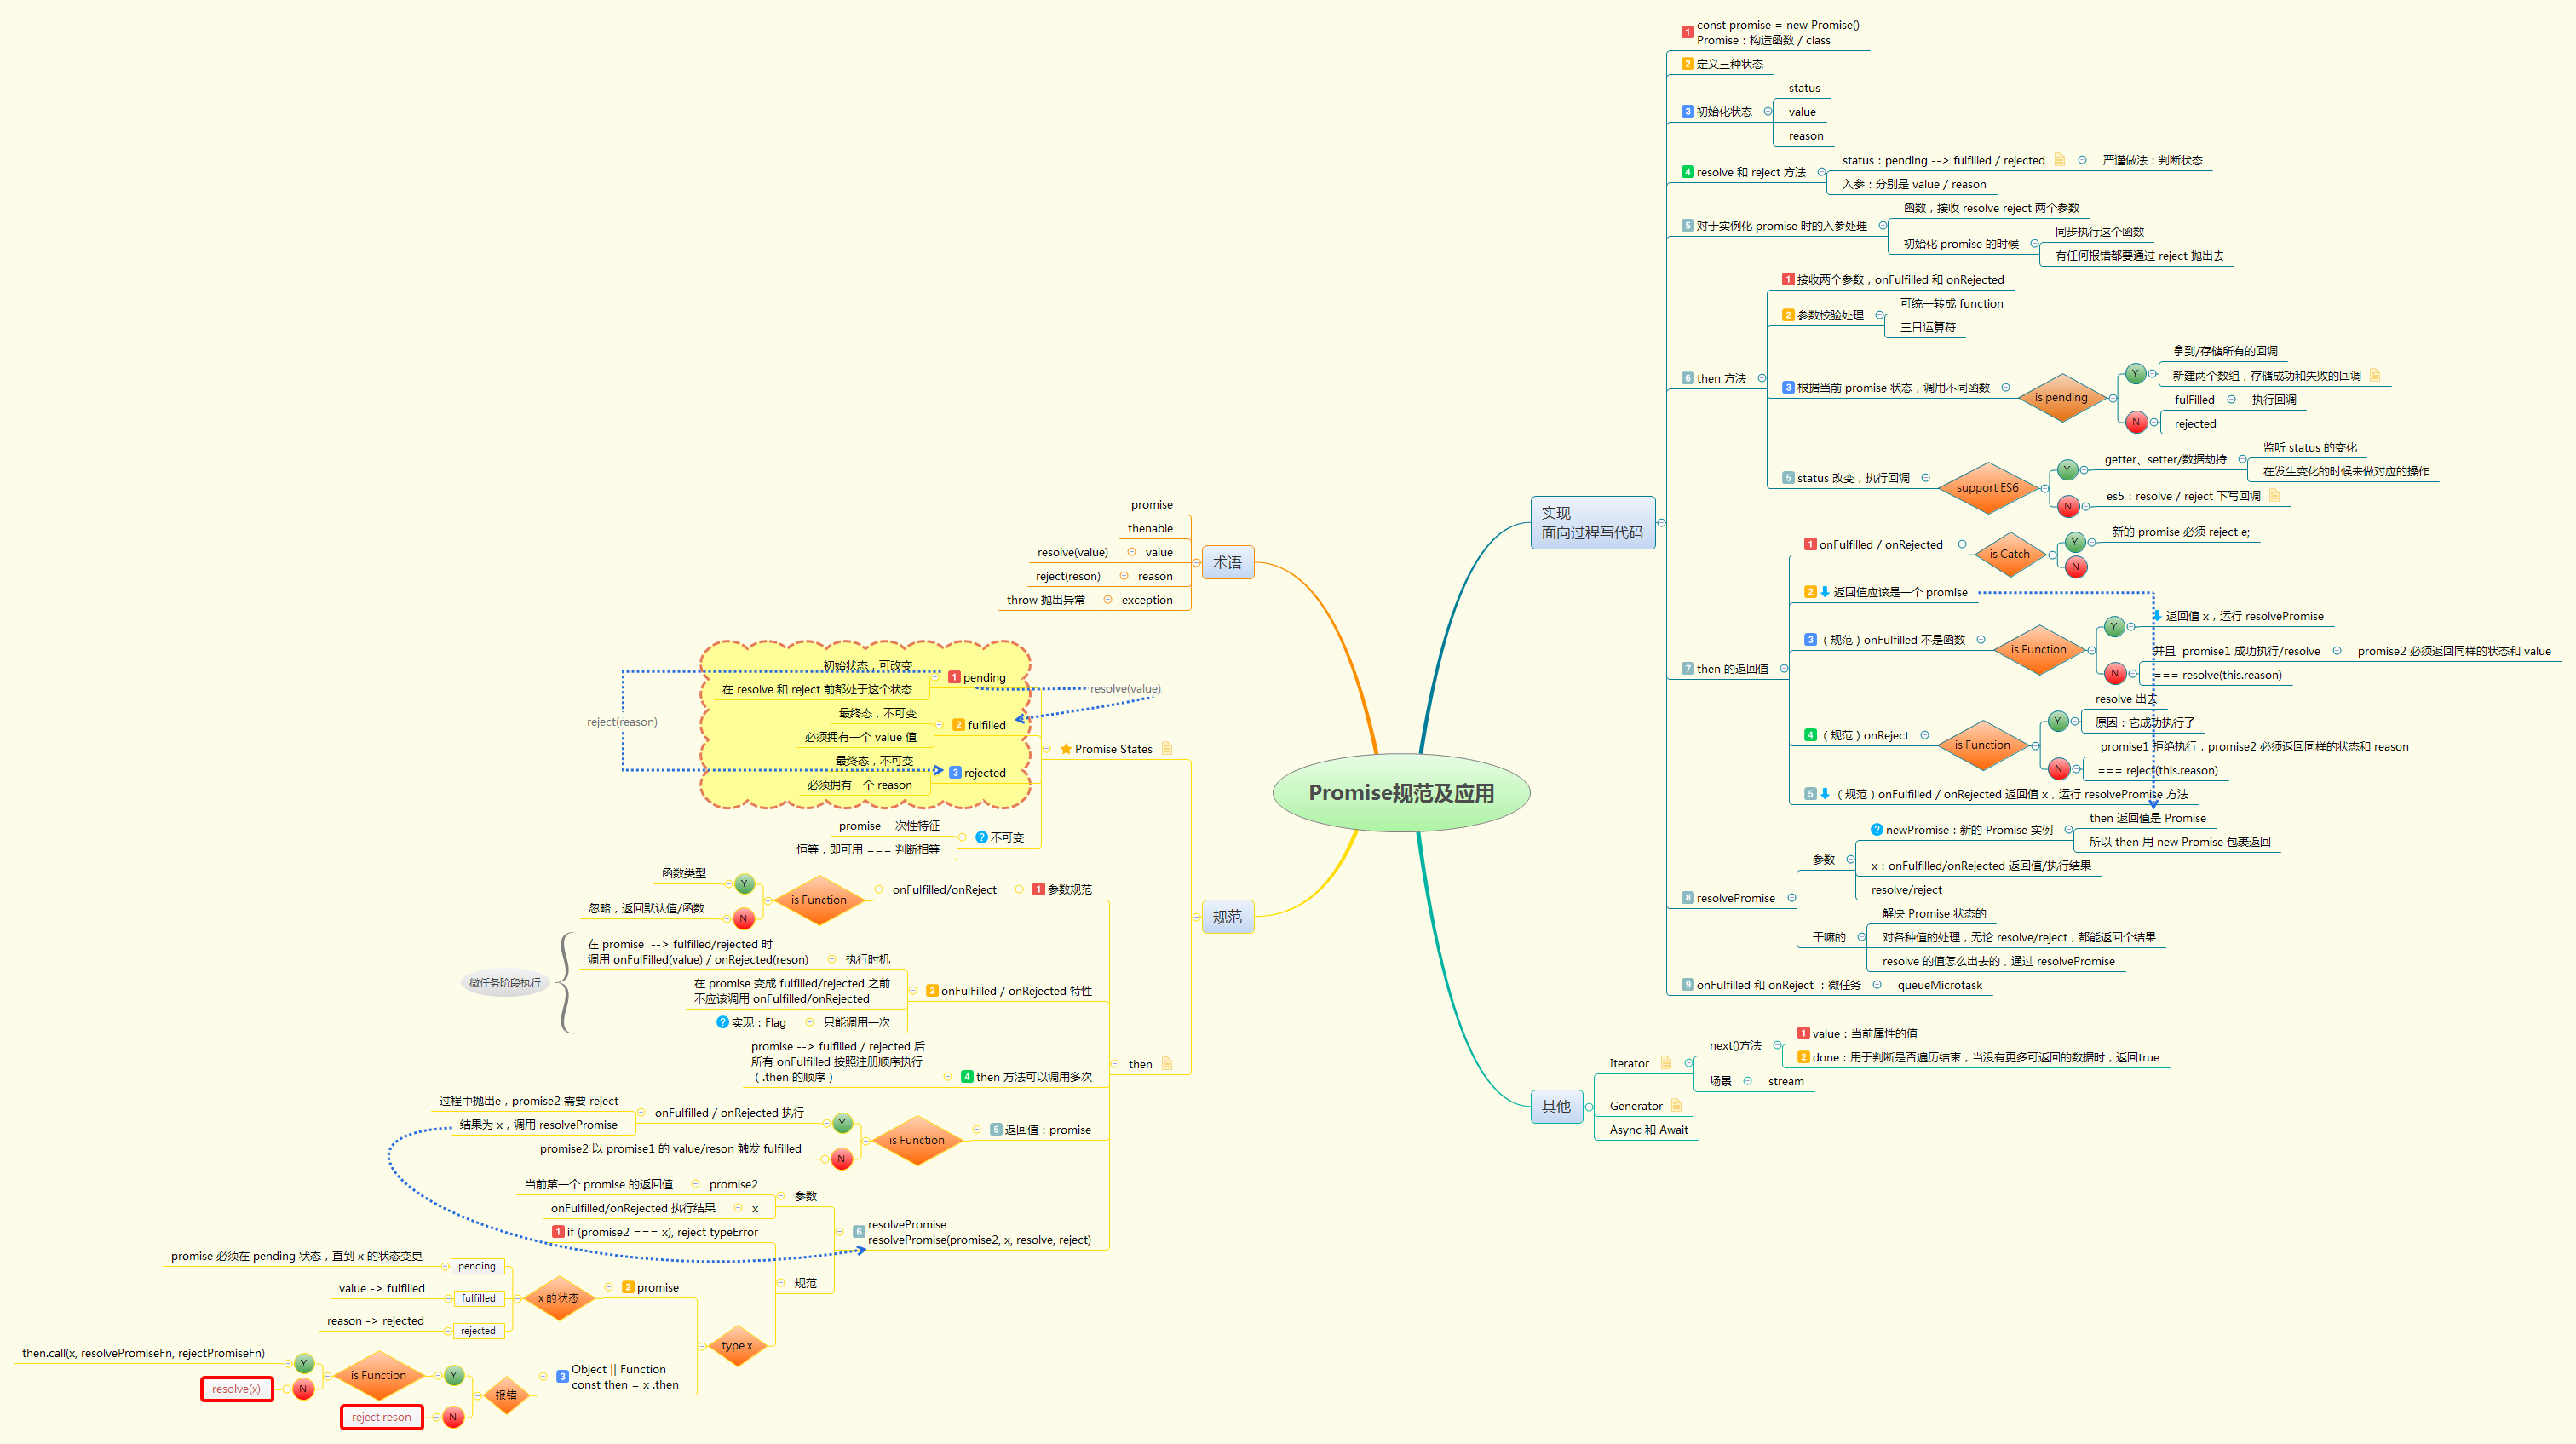 Promise规范及应用
术语
promise
thenable
resolve(value)
value
reject(reson)
reason
throw 抛出异常
exception
规范
Promise States
初始状态，可改变
在 resolve 和 reject 前都处于这个状态
1 pending
resolve(value)
reject(reason)
最终态，不可变
必须拥有一个 value 值
2 fulfilled
最终态，不可变
必须拥有一个 reason
3 rejected
promise 一次性特征
恒等，即可用 === 判断相等
? 不可变
then
1 参数规范
onFulfilled/onReject
is Function
Y
函数类型
N
忽略，返回默认值/函数
2 onFulFilled / onRejected 特性
执行时机
在 promise --> fulfilled/rejected 时
调用 onFulFilled(value) / onRejected(reson)
在 promise 变成 fulfilled/rejected 之前
不应该调用 onFulfilled/onRejected
只能调用一次
? 实现：Flag
微任务阶段执行
4 then 方法可以调用多次
promise --> fulfilled / rejected 后
所有 onFulfilled 按照注册顺序执行
（.then 的顺序）
5 返回值：promise
is Function
Y
onFulfilled / onRejected 执行
过程中抛出e，promise2 需要 reject
结果为 x，调用 resolvePromise
N
promise2 以 promise1 的 value/reson 触发 fulfilled
6 resolvePromise
resolvePromise(promise2, x, resolve, reject)
参数
promise2
当前第一个 promise 的返回值
x
onFulfilled/onRejected 执行结果
规范
1 if (promise2 === x), reject typeError
type x
2 promise
x 的状态
pending
promise 必须在 pending 状态，直到 x 的状态变更
fulfilled
value -> fulfilled
rejected
reason -> rejected
3 Object || Function
const then = x .then
报错
Y
is Function
Y
then.call(x, resolvePromiseFn, rejectPromiseFn)
N
resolve(x)
N
reject reson
实现
面向过程写代码
1 const promise = new Promise()
Promise：构造函数 / class
2 定义三种状态
3 初始化状态
status
value
reason
4 resolve 和 reject 方法
status：pending --> fulfilled / rejected
严谨做法：判断状态
入参：分别是 value / reason
5 对于实例化 promise 时的入参处理
函数，接收 resolve reject 两个参数
初始化 promise 的时候
同步执行这个函数
有任何报错都要通过 reject 抛出去
6 then 方法
1 接收两个参数，onFulfilled 和 onRejected
2 参数校验处理
可统一转成 function
三目运算符
3 根据当前 promise 状态，调用不同函数
is pending
Y
拿到/存储所有的回调
新建两个数组，存储成功和失败的回调
N
fulFilled
执行回调
rejected
5 status 改变，执行回调
support ES6
Y
getter、setter/数据劫持
监听 status 的变化
在发生变化的时候来做对应的操作
N
es5：resolve / reject 下写回调
7 then 的返回值
1 onFulfilled / onRejected
is Catch
Y
新的 promise 必须 reject e;
N
2 返回值应该是一个 promise
3 （规范）onFulfilled 不是函数
is Function
Y
返回值 x，运行 resolvePromise
N
并且 promise1 成功执行/resolve
promise2 必须返回同样的状态和 value
=== resolve(this.reason)
4 （规范）onReject
is Function
Y
resolve 出去
原因：它成功执行了
N
promise1 拒绝执行，promise2 必须返回同样的状态和 reason
=== reject(this.reason)
5 （规范）onFulfilled / onRejected 返回值 x，运行 resolvePromise 方法
8 resolvePromise
参数
? newPromise：新的 Promise 实例
then 返回值是 Promise
所以 then 用 new Promise 包裹返回
x：onFulfilled/onRejected 返回值/执行结果
resolve/reject
干嘛的
解决 Promise 状态的
对各种值的处理，无论 resolve/reject，都能返回个结果
resolve 的值怎么出去的，通过 resolvePromise
9 onFulfilled 和 onReject ：微任务
queueMicrotask
其他
Iterator
next()方法
1 value：当前属性的值
2 done：用于判断是否遍历结束，当没有更多可返回的数据时，返回true
场景
stream
Generator
Async 和 Await